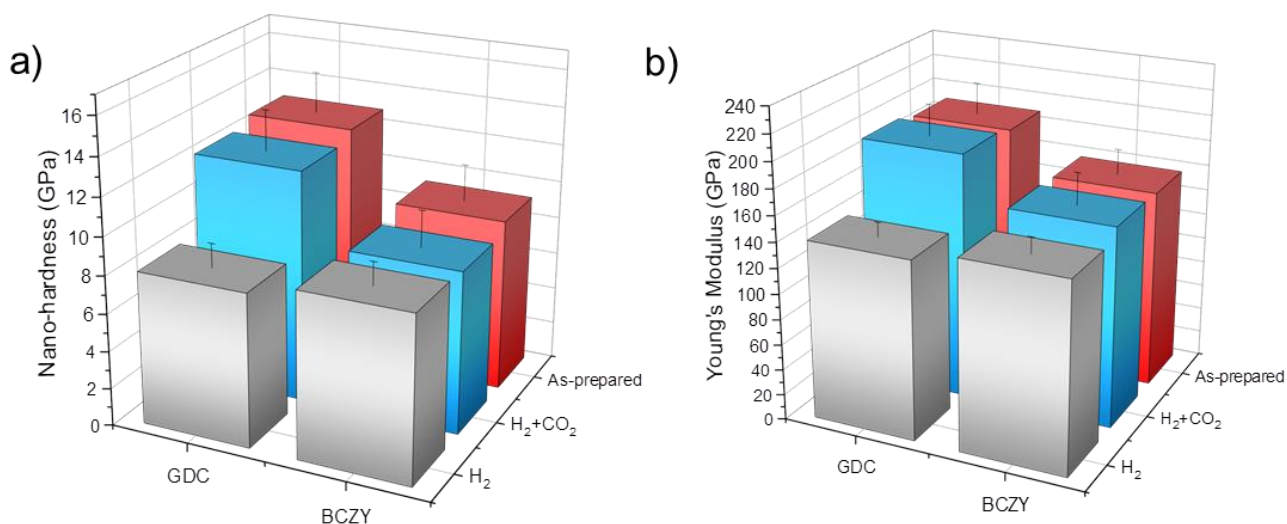 a)
Nano-hardness (GPa)
16
14
12
10
8
6
4
2
0
GDC
BCZY
As-prepared
H₂+CO₂
H₂
b)
Young's Modulus (GPa)
240
220
200
180
160
140
120
100
80
60
40
20
0
GDC
BCZY
As-prepared
H₂+CO₂
H₂